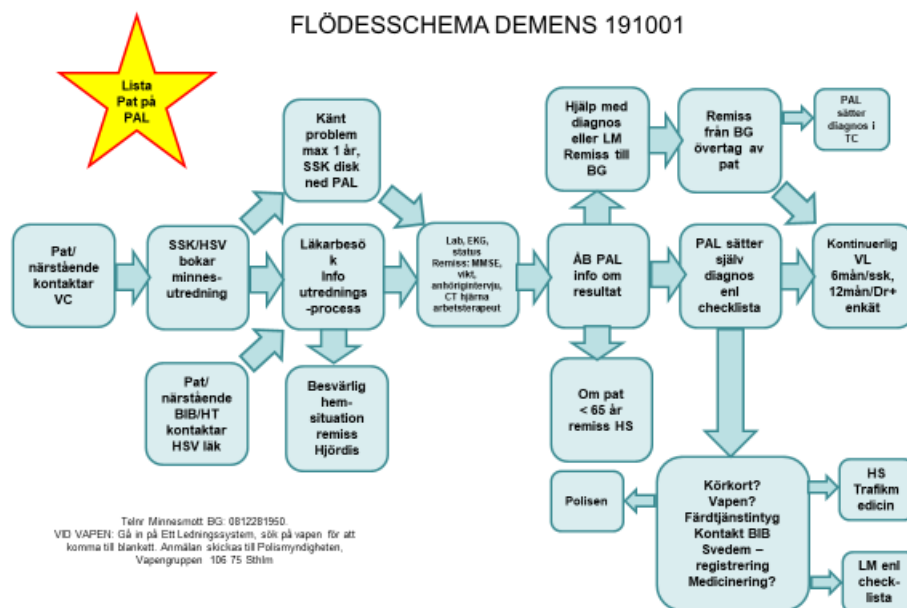 FLÖDESSCHEMA DEMENS 191001
Lista
Pat på
PAL
Känt
problem
max 1 år,
SSK disk
ned PAL
Hjälp med
diagnos
eller LM
Remiss till
BG
Remiss
från BG
övertag av
pat
PAL
sätter
diagnos i
TC
Pat/
närstående
kontaktar
VC
SSK/HSV
bokar
minnes-
utredning
Läkarbesö
k
Info
utrednings
-process
Lab, EKG,
status
Remiss: MMSE,
vikt,
anhörigintervju,
CT hjärna
arbetsterapeut
ÅB PAL
info om
resultat
PAL sätter
själv
diagnos
enl
checklista
Kontinuerlig
VL
6mån/ssk,
12mån/Dr+
enkät
Pat/
närstående
BIB/HT
kontaktar
HSV läk
Besvärlig
hem-
situation
remiss
Hjördis
Om pat
< 65 år
remiss HS
Polisen
Körkort?
Vapen?
Färdtjänstintyg
Kontakt BIB
Svedem –
registrering
Medicinering?
HS
Trafikm
edicin
LM enl
check-
lista
Telnr Minnesmott BG: 0812281950.
VID VAPEN: Gå in på Ett Ledningssystem, sök på vapen för att
komma till blankett. Anmälan skickas till Polismyndigheten,
Vapengruppen 106 75 Sthlm